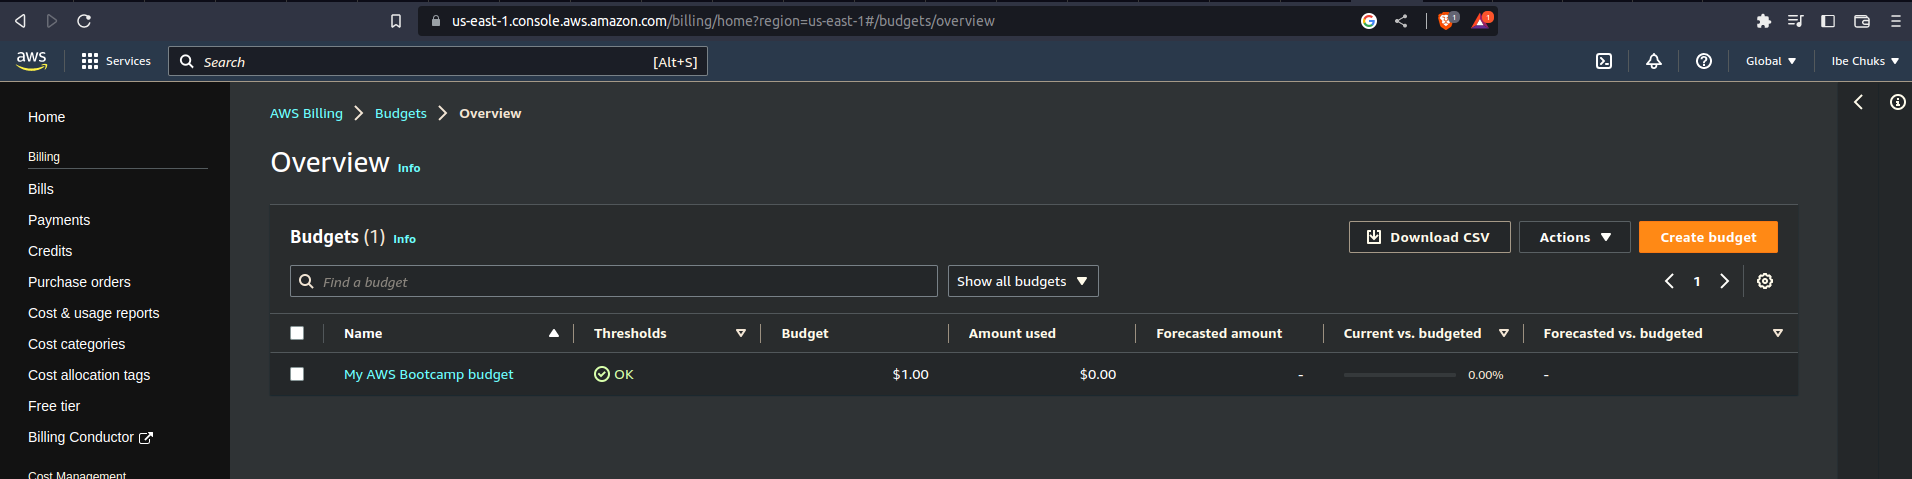 us-east-1.console.aws.amazon.com/billing/home?region=us-east-1#/budgets/overview
1
1
aws
Services
Search
[Alt+S]
Global
Ibe Chuks
Home
Billing
Bills
Payments
Credits
Purchase orders
Cost & usage reports
Cost categories
Cost allocation tags
Free tier
Billing Conductor
Cost Management
AWS Billing
Budgets
Overview
Overview Info
Budgets (1) Info
Download CSV
Actions
Create budget
Find a budget
Show all budgets
1
Name Thresholds Budget Amount used Forecasted amount Current vs. budgeted Forecasted vs. budgeted
My AWS Bootcamp budget OK $1.00 $0.00 - 0.00% -